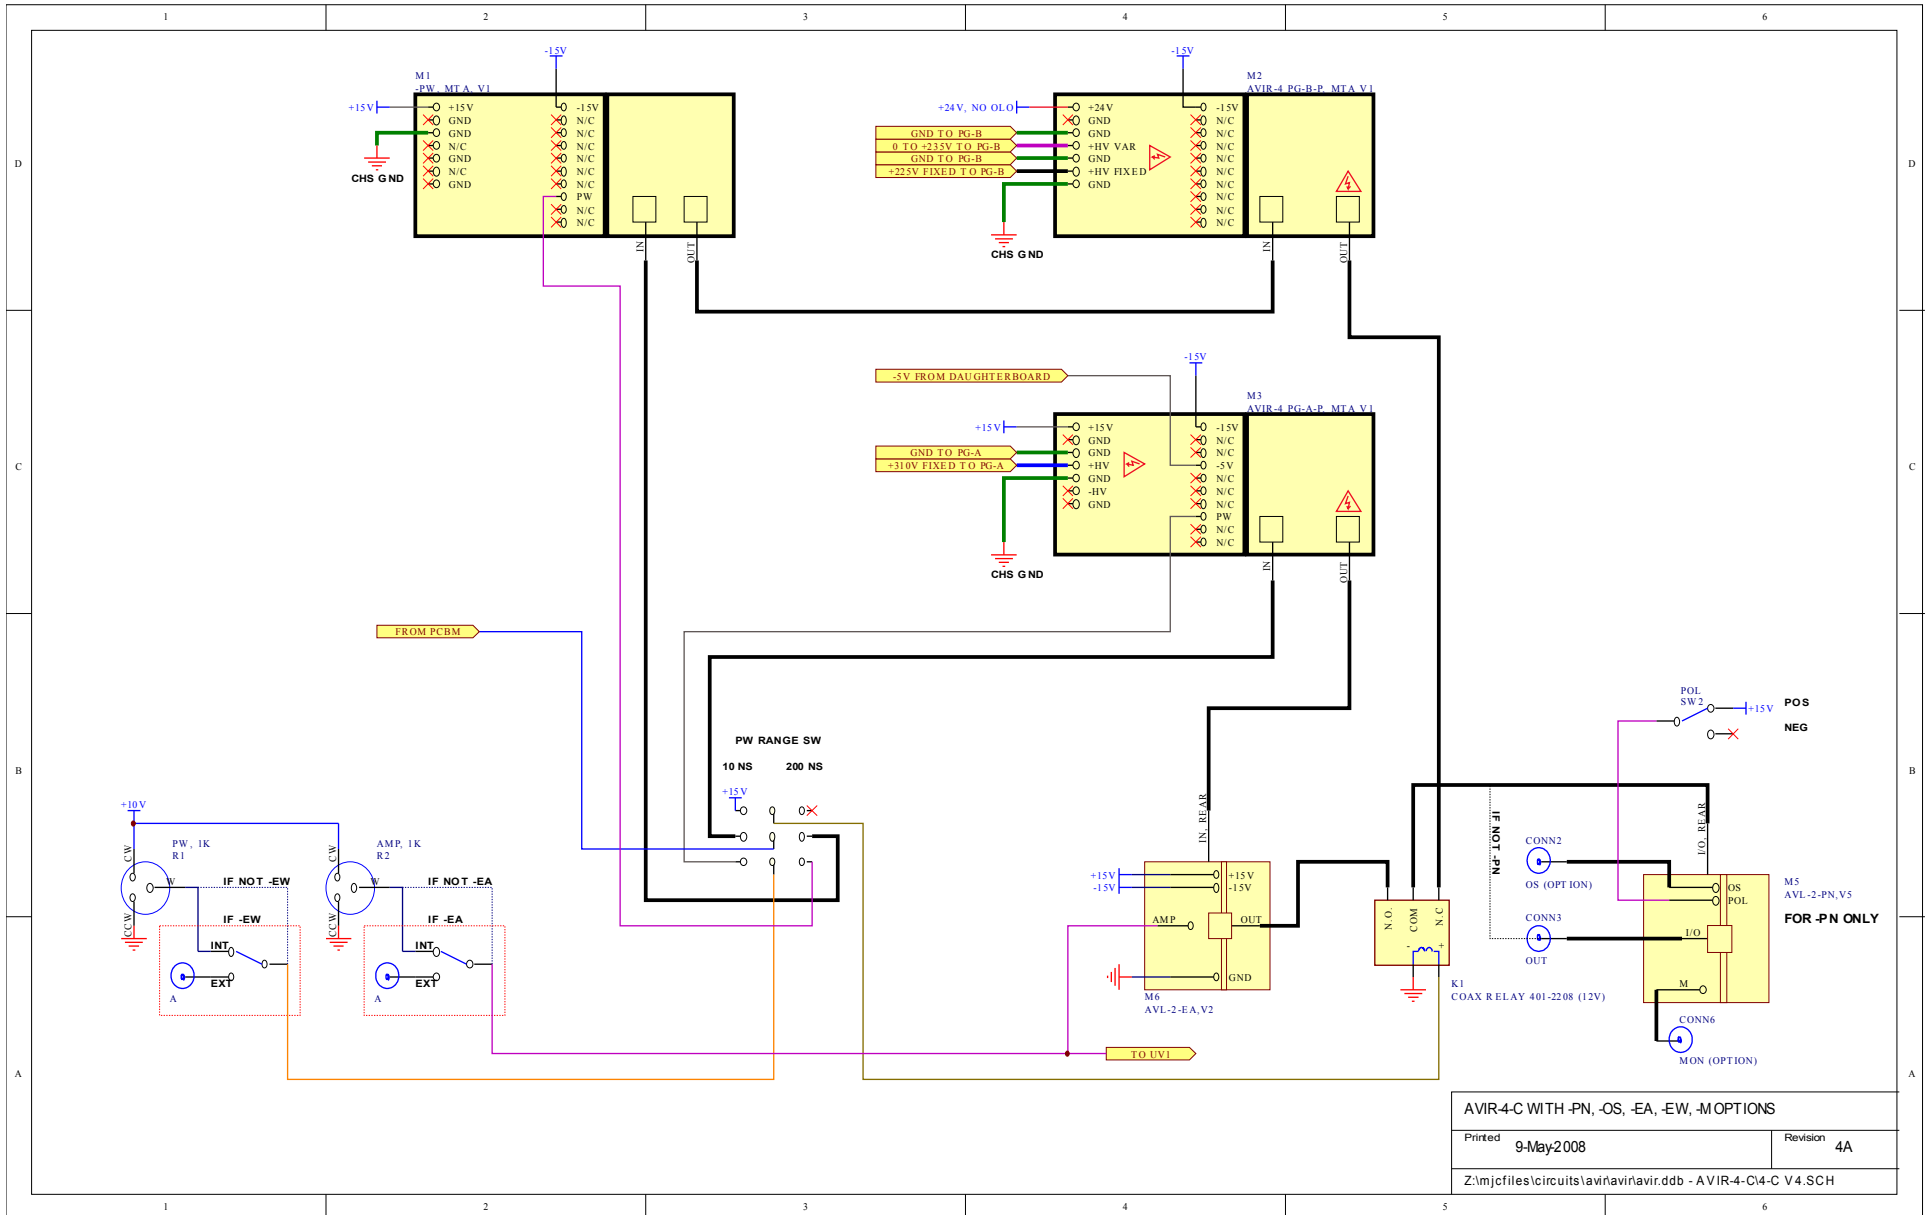 1 2 3 4 5 6
D D
C C
B B
A A
-15V
M1
-PW, MTA, V1
+15V
+15V
GND
GND
N/C
GND
N/C
GND
-15V
N/C
N/C
N/C
N/C
N/C
N/C
PW
N/C
N/C
CHS GND
IN
OUT
-15V
M2
AVIR-4 PG-B-P, MTA V1
+24V, NO OLO
GND TO PG-B
0 TO +235V TO PG-B
GND TO PG-B
+225V FIXED TO PG-B
+24V
GND
GND
+HV VAR
GND
+HV FIXED
GND
-15V
N/C
N/C
N/C
N/C
N/C
N/C
N/C
N/C
N/C
CHS GND
IN
OUT
-5V FROM DAUGHTERBOARD
-15V
M3
AVIR-4 PG-A-P, MTA V1
+15V
GND TO PG-A
+310V FIXED TO PG-A
+15V
GND
GND
+HV
GND
-HV
GND
-15V
N/C
N/C
-5V
N/C
N/C
N/C
PW
N/C
N/C
CHS GND
IN
OUT
FROM PCBM
PW RANGE SW
10 NS 200 NS
+15V
+10V
PW, 1K
R1
CW
W
CCW
IF NOT -EW
IF -EW
INT
EXT
A
AMP, 1K
R2
CW
W
CCW
IF NOT -EA
IF -EA
INT
EXT
A
IN, REAR
+15V
-15V
+15V
-15V
AMP
OUT
GND
M6
AVL-2-EA,V2
TO UV1
N.O.
COM
N.C
- +
K1
COAX RELAY 401-2208 (12V)
IF NOT -PN
POL
SW2
+15V
POS
NEG
I/O, REAR
CONN2
OS (OPTION)
CONN3
OUT
OS
POL
I/O
M
M5
AVL-2-PN,V5
FOR -PN ONLY
CONN6
MON (OPTION)
AVIR-4-C WITH -PN, -OS, -EA, -EW, -M OPTIONS
Printed 9-May-2008
Revision 4A
Z:\mjcfiles\circuits\avir\avir\avir.ddb - AVIR-4-C\4-C V4.SCH
1 2 3 4 5 6